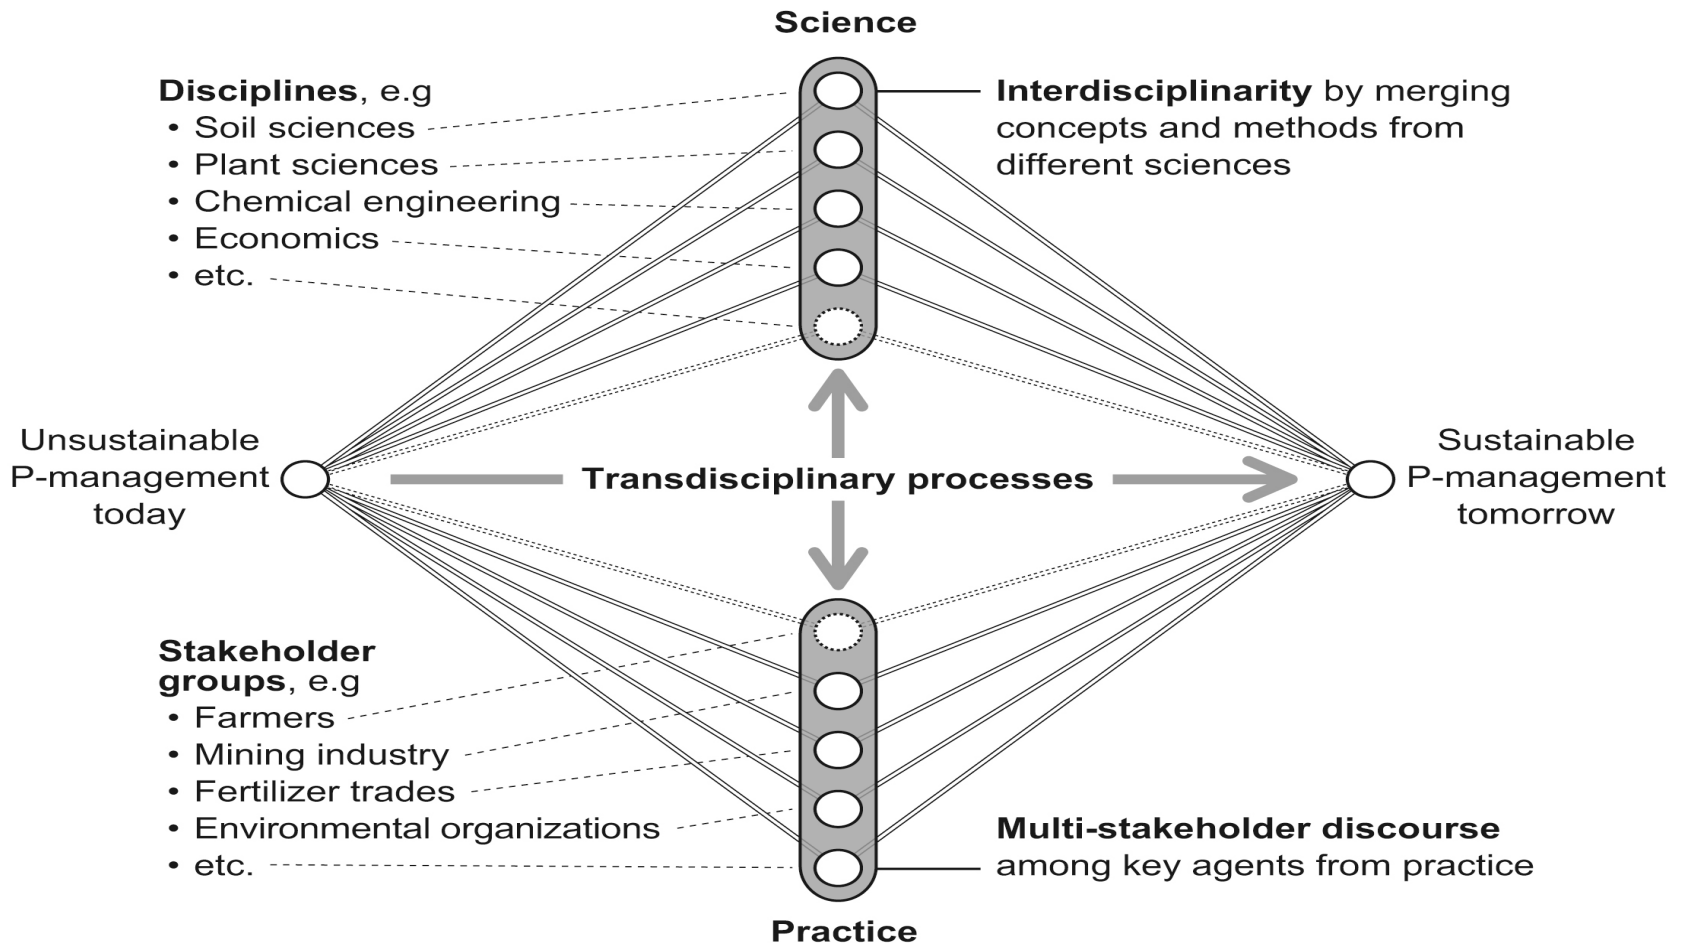 Science
Disciplines, e.g
• Soil sciences
• Plant sciences
• Chemical engineering
• Economics
• etc.
Interdisciplinarity by merging
concepts and methods from
different sciences
Unsustainable
P-management
today
Transdisciplinary processes
Sustainable
P-management
tomorrow
Stakeholder
groups, e.g
• Farmers
• Mining industry
• Fertilizer trades
• Environmental organizations
• etc.
Multi-stakeholder discourse
among key agents from practice
Practice